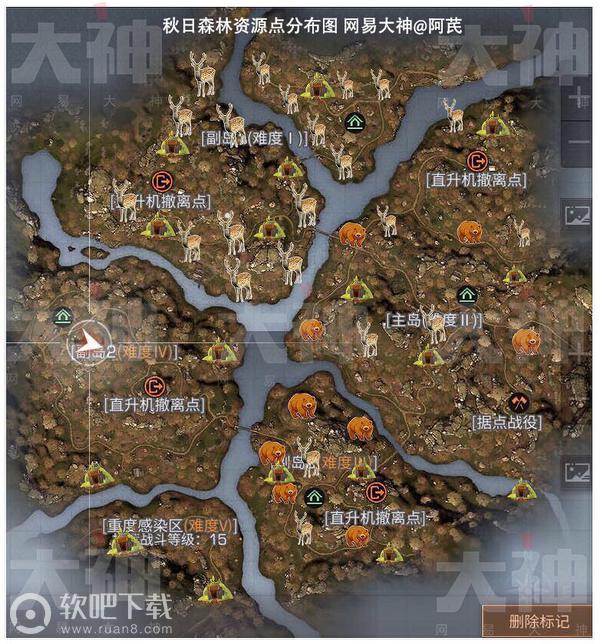 秋日森林资源点分布图 网易大神@阿芪
大神
网易大神
[副岛1(难度Ⅰ)]
[直升机撤离点]
[直升机撤离点]
[主岛(难度Ⅱ)]
[副岛2(难度Ⅳ)]
[直升机撤离点]
[据点战役]
[副岛3(难度Ⅲ)]
[直升机撤离点]
[重度感染区(难度Ⅴ)]
战斗等级：15
软吧下载
www.ruan8.com
删除标记